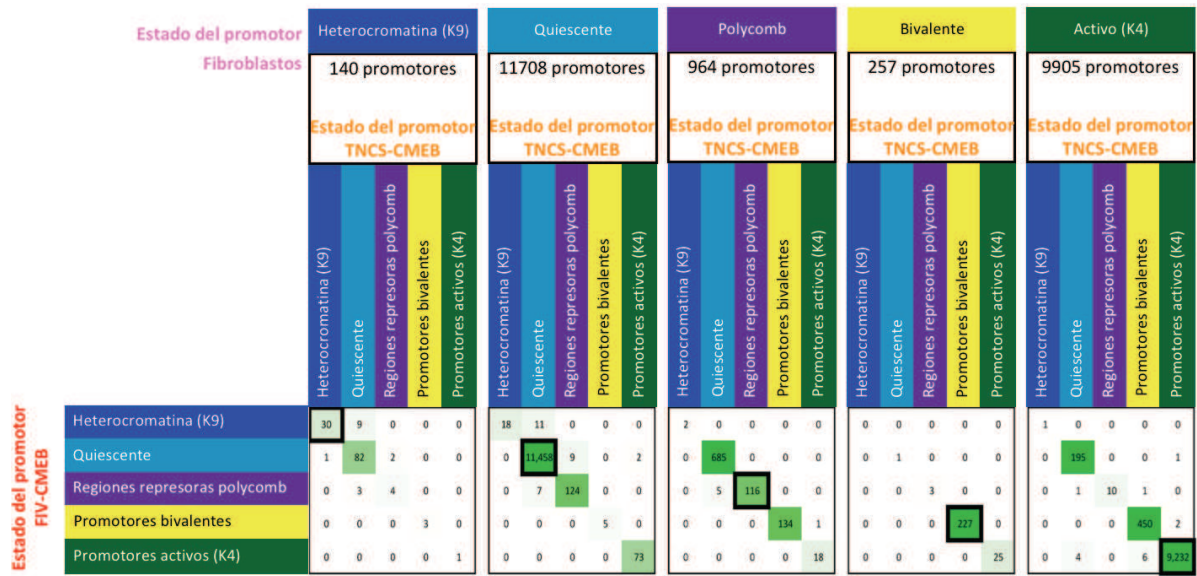 Estado del promotor
Fibroblastos
Heterocromatina (K9)
Quiescente
Polycomb
Bivalente
Activo (K4)
140 promotores
11708 promotores
964 promotores
257 promotores
9905 promotores
Estado del promotor
TNCS-CMEB
Estado del promotor
TNCS-CMEB
Estado del promotor
TNCS-CMEB
Estado del promotor
TNCS-CMEB
Estado del promotor
TNCS-CMEB
Heterocromatina (K9)
Quiescente
Regiones represoras polycomb
Promotores bivalentes
Promotores activos (K4)
Heterocromatina (K9)
Quiescente
Regiones represoras polycomb
Promotores bivalentes
Promotores activos (K4)
Heterocromatina (K9)
Quiescente
Regiones represoras polycomb
Promotores bivalentes
Promotores activos (K4)
Heterocromatina (K9)
Quiescente
Regiones represoras polycomb
Promotores bivalentes
Promotores activos (K4)
Heterocromatina (K9)
Quiescente
Regiones represoras polycomb
Promotores bivalentes
Promotores activos (K4)
Estado del promotor
FIV-CMEB
Heterocromatina (K9) 30 9 0 0 0 18 11 0 0 0 2 0 0 0 0 0 0 0 0 0 1 0 0 0 0
Quiescente 1 82 2 0 0 0 11,458 9 0 2 0 685 0 0 0 0 1 0 0 0 0 195 0 0 1
Regiones represoras polycomb 0 3 4 0 0 0 7 124 0 0 0 5 116 0 0 0 0 3 0 0 0 1 10 1 0
Promotores bivalentes 0 0 0 3 0 0 0 0 5 0 0 0 0 134 1 0 0 0 227 0 0 0 0 450 2
Promotores activos (K4) 0 0 0 0 1 0 0 0 0 73 0 0 0 0 18 0 0 0 0 25 0 4 0 6 9,232